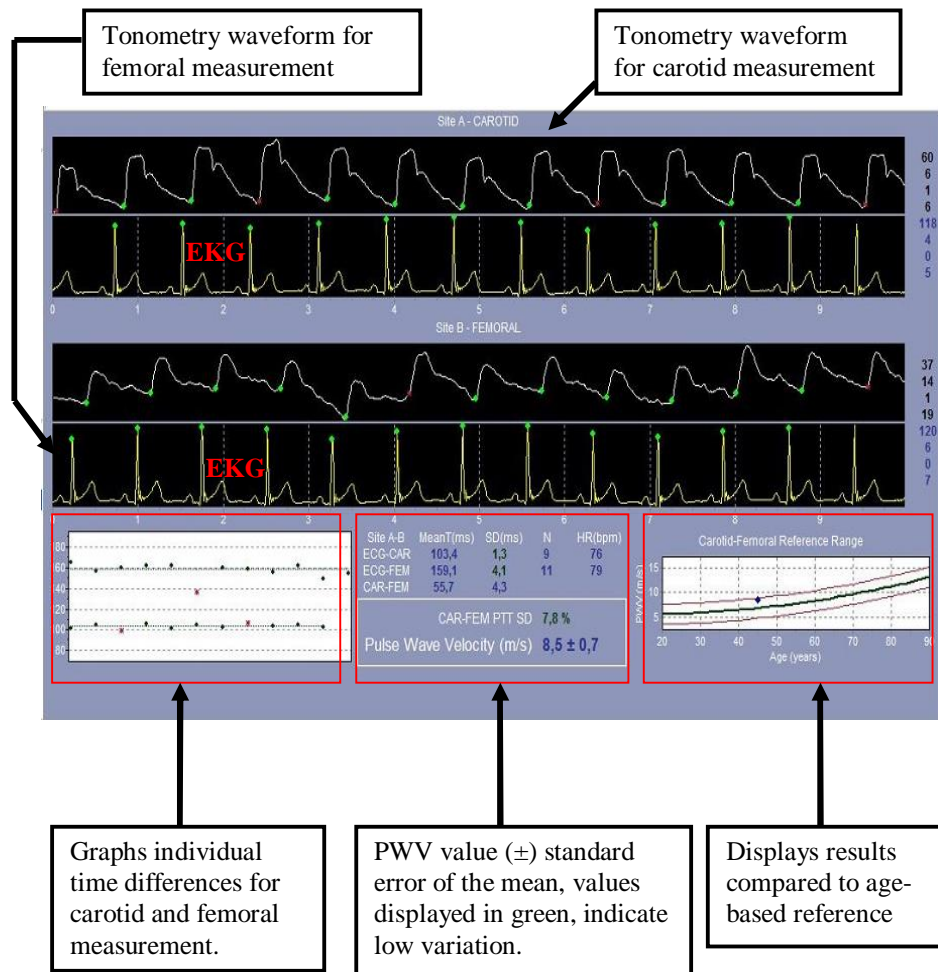 Tonometry waveform for
femoral measurement
Tonometry waveform
for carotid measurement
Site A - CAROTID
60
6
1
6
118
4
0
5
EKG
0 1 2 3 4 5 6 7 8 9
Site B - FEMORAL
37
14
1
19
120
6
0
7
EKG
0 1 2 3 4 5 6 7 8 9
80
60
40
20
00
80
Site A-B MeanT(ms) SD(ms) N HR(bpm)
ECG-CAR 103,4 1,3 9 76
ECG-FEM 159,1 4,1 11 79
CAR-FEM 55,7 4,3
CAR-FEM PTT SD 7,8 %
Pulse Wave Velocity (m/s) 8,5 ± 0,7
Carotid-Femoral Reference Range
PWV (m/s)
15
10
5
20 30 40 50 60 70 80 90
Age (years)
Graphs individual
time differences for
carotid and femoral
measurement.
PWV value (±) standard
error of the mean, values
displayed in green, indicate
low variation.
Displays results
compared to age-
based reference